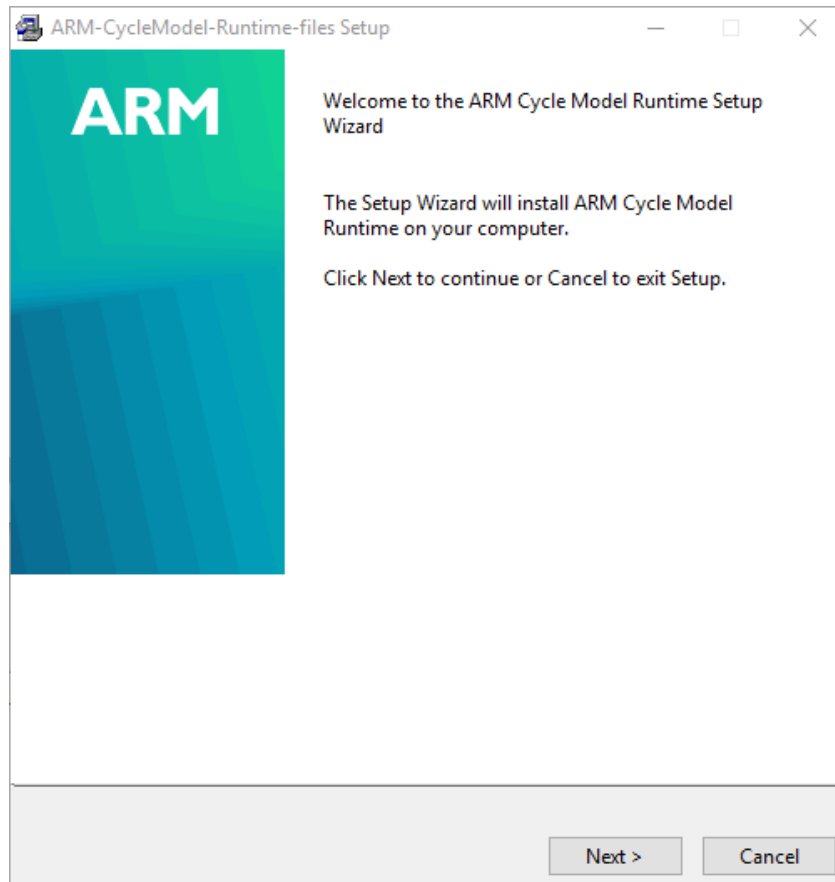 ARM-CycleModel-Runtime-files Setup
ARM
Welcome to the ARM Cycle Model Runtime Setup
Wizard
The Setup Wizard will install ARM Cycle Model
Runtime on your computer.
Click Next to continue or Cancel to exit Setup.
Next >
Cancel